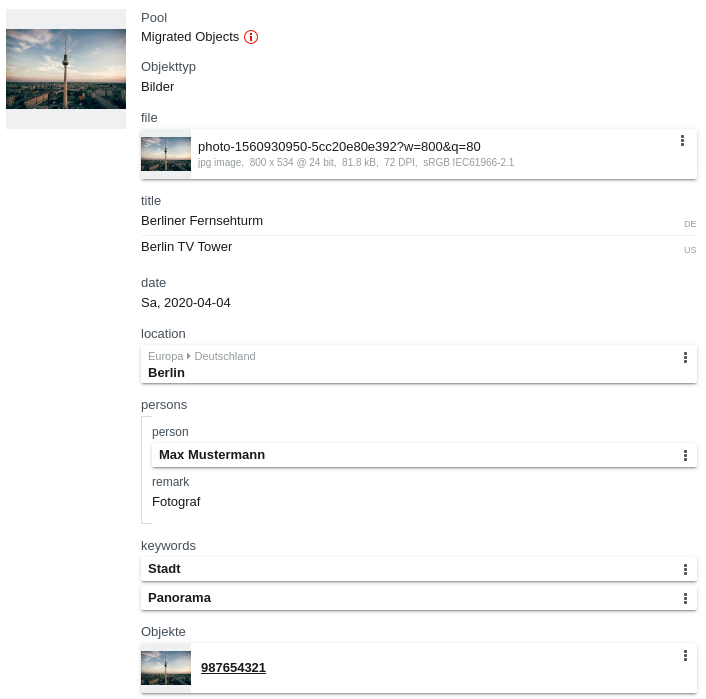 Pool
Migrated Objects
Objekttyp
Bilder
file
photo-1560930950-5cc20e80e392?w=800&q=80
jpg image, 800 x 534 @ 24 bit, 81.8 kB, 72 DPI, sRGB IEC61966-2.1
title
Berliner Fernsehturm DE
Berlin TV Tower US
date
Sa, 2020-04-04
location
Europa Deutschland
Berlin
persons
person
Max Mustermann
remark
Fotograf
keywords
Stadt
Panorama
Objekte
987654321